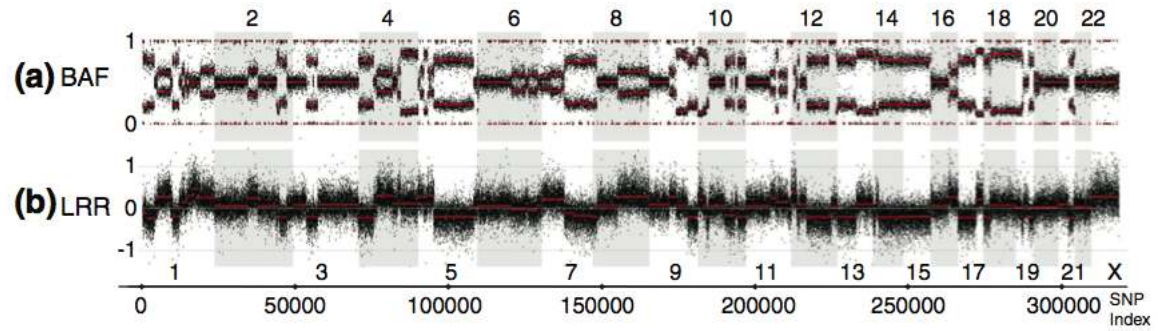 2 4 6 8 10 12 14 16 18 20 22
(a) BAF 1 0
(b) LRR 1 0 -1
1 3 5 7 9 11 13 15 17 19 21 X
0 50000 100000 150000 200000 250000 300000 SNP Index